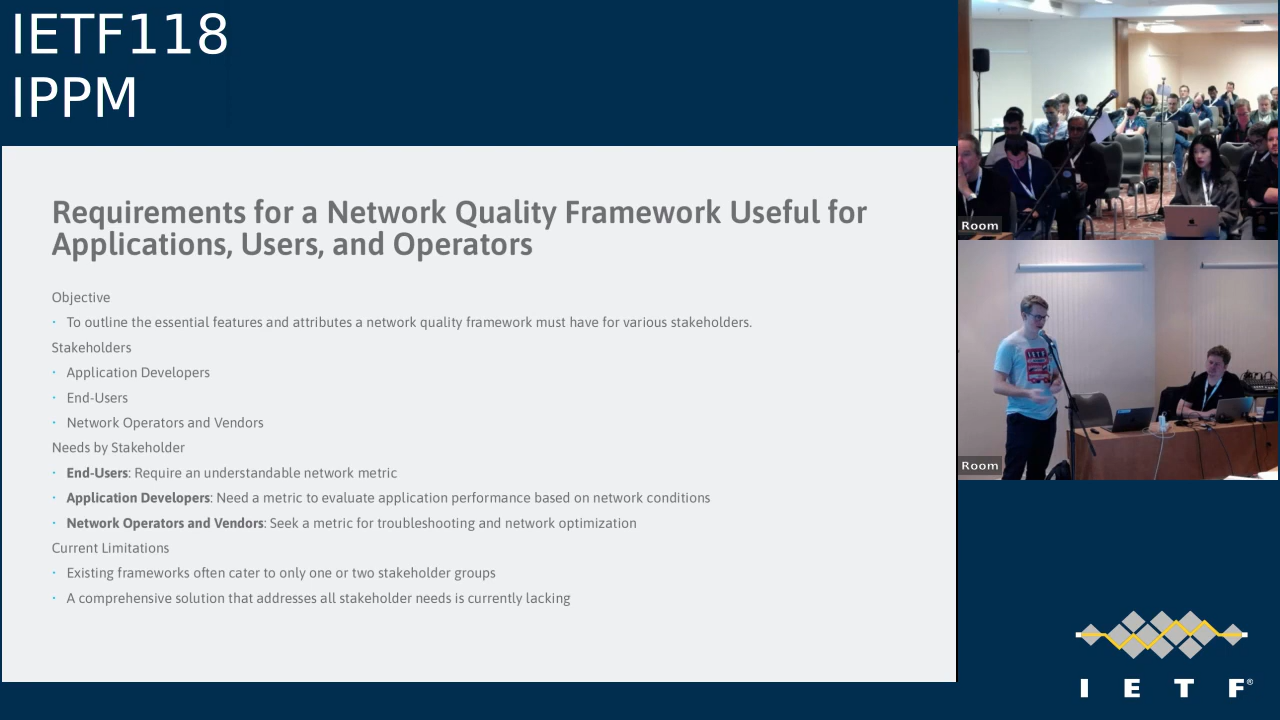 IETF118
IPPM
Requirements for a Network Quality Framework Useful for
Applications, Users, and Operators
Objective
· To outline the essential features and attributes a network quality framework must have for various stakeholders.
Stakeholders
· Application Developers
· End-Users
· Network Operators and Vendors
Needs by Stakeholder
· End-Users: Require an understandable network metric
· Application Developers: Need a metric to evaluate application performance based on network conditions
· Network Operators and Vendors: Seek a metric for troubleshooting and network optimization
Current Limitations
· Existing frameworks often cater to only one or two stakeholder groups
· A comprehensive solution that addresses all stakeholder needs is currently lacking
Room
IETF
Room
I E T F®